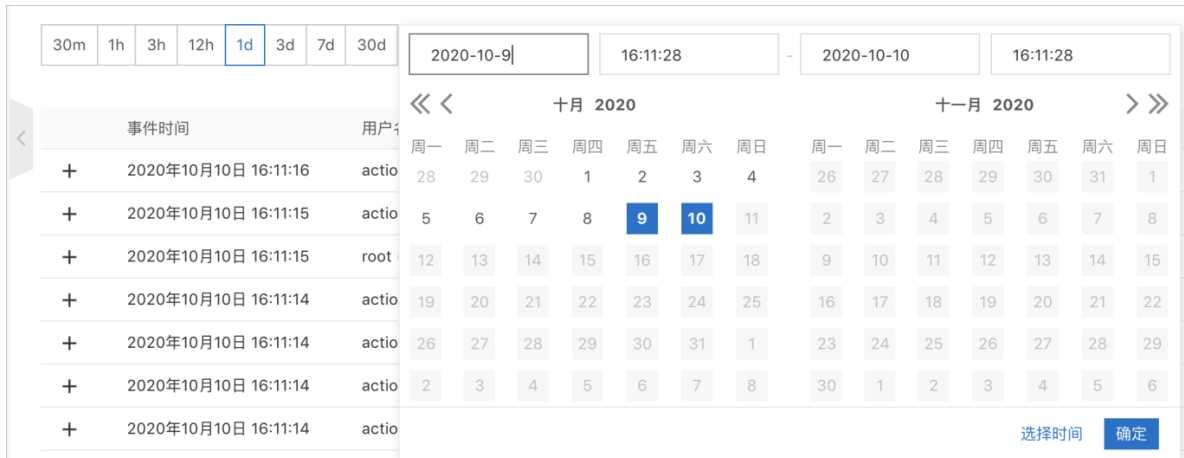 30m 1h 3h 12h 1d 3d 7d 30d
2020-10-9 16:11:28 - 2020-10-10 16:11:28
十月 2020 十一月 2020
事件时间 用户名
周一 周二 周三 周四 周五 周六 周日 周一 周二 周三 周四 周五 周六 周日
+ 2020年10月10日 16:11:16 actio
28 29 30 1 2 3 4 26 27 28 29 30 31 1
+ 2020年10月10日 16:11:15 actio
5 6 7 8 9 10 11 2 3 4 5 6 7 8
+ 2020年10月10日 16:11:15 root
12 13 14 15 16 17 18 9 10 11 12 13 14 15
+ 2020年10月10日 16:11:14 actio
19 20 21 22 23 24 25 16 17 18 19 20 21 22
+ 2020年10月10日 16:11:14 actio
26 27 28 29 30 31 1 23 24 25 26 27 28 29
+ 2020年10月10日 16:11:14 actio
2 3 4 5 6 7 8 30 1 2 3 4 5 6
+ 2020年10月10日 16:11:14 actio
选择时间 确定